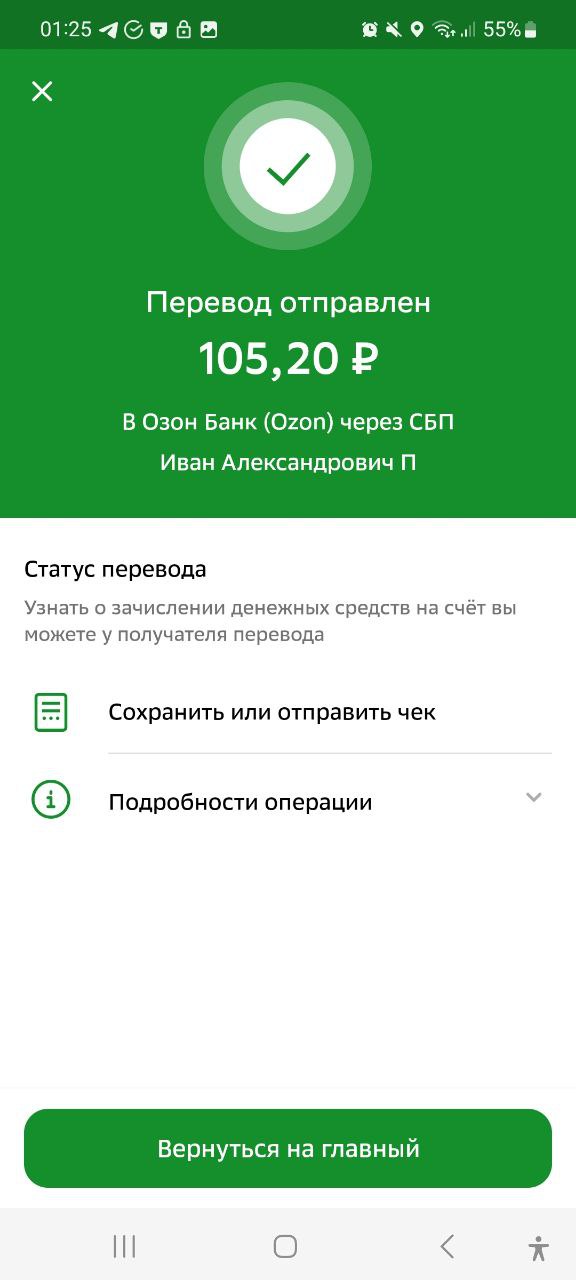 01:25
55%
Перевод отправлен
105,20 ₽
В Озон Банк (Ozon) через СБП
Иван Александрович П
Статус перевода
Узнать о зачислении денежных средств на счёт вы
можете у получателя перевода
Сохранить или отправить чек
Подробности операции
Вернуться на главный